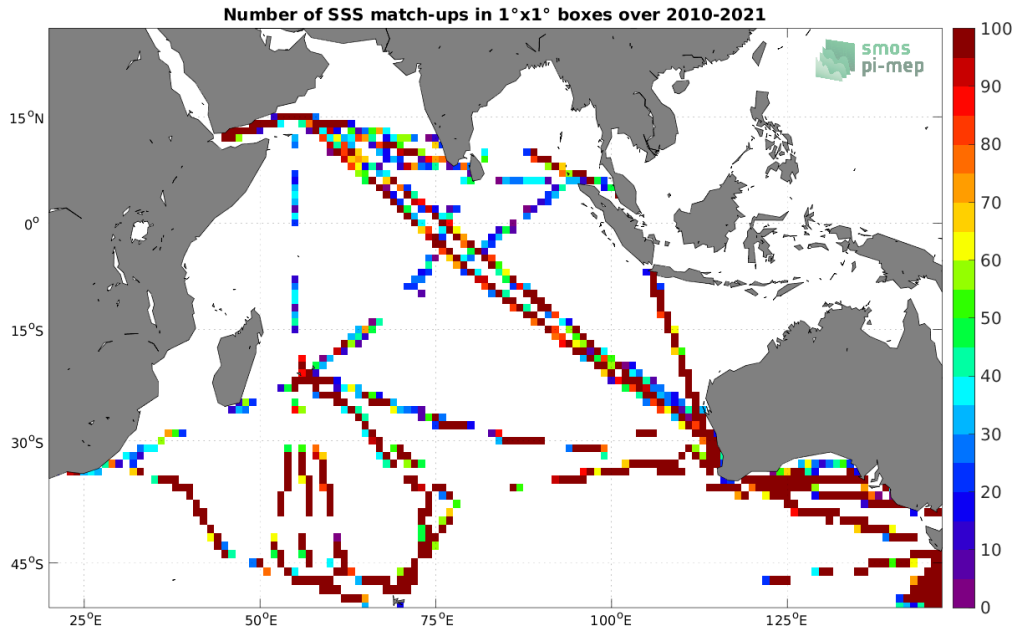 Number of SSS match-ups in 1°x1° boxes over 2010-2021
smos
pi-mep
15°N
0°
15°S
30°S
45°S
25°E
50°E
75°E
100°E
125°E
100
90
80
70
60
50
40
30
20
10
0